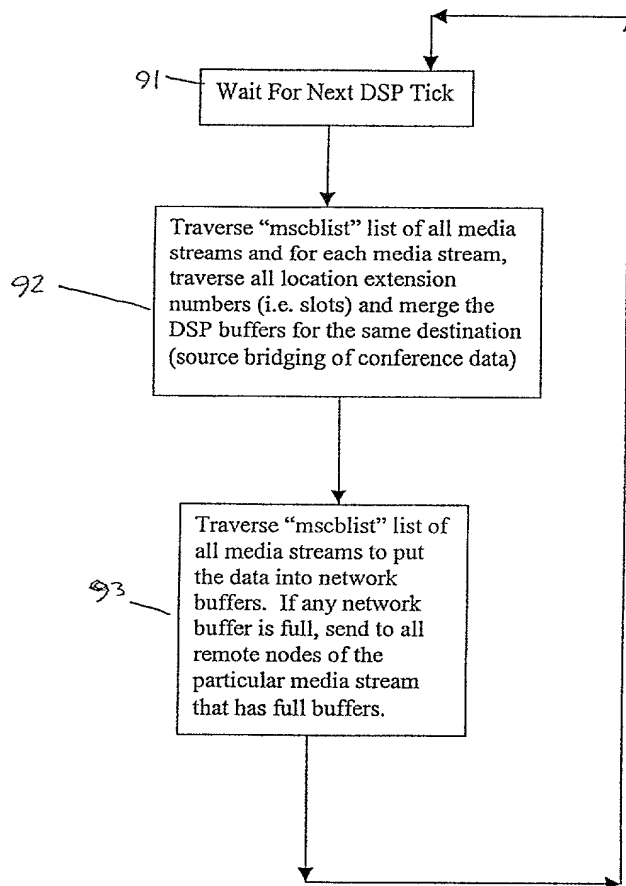 91
Wait For Next DSP Tick
92
Traverse “mscblist” list of all media
streams and for each media stream,
traverse all location extension
numbers (i.e. slots) and merge the
DSP buffers for the same destination
(source bridging of conference data)
93
Traverse “mscblist” list of
all media streams to put
the data into network
buffers.  If any network
buffer is full, send to all
remote nodes of the
particular media stream
that has full buffers.